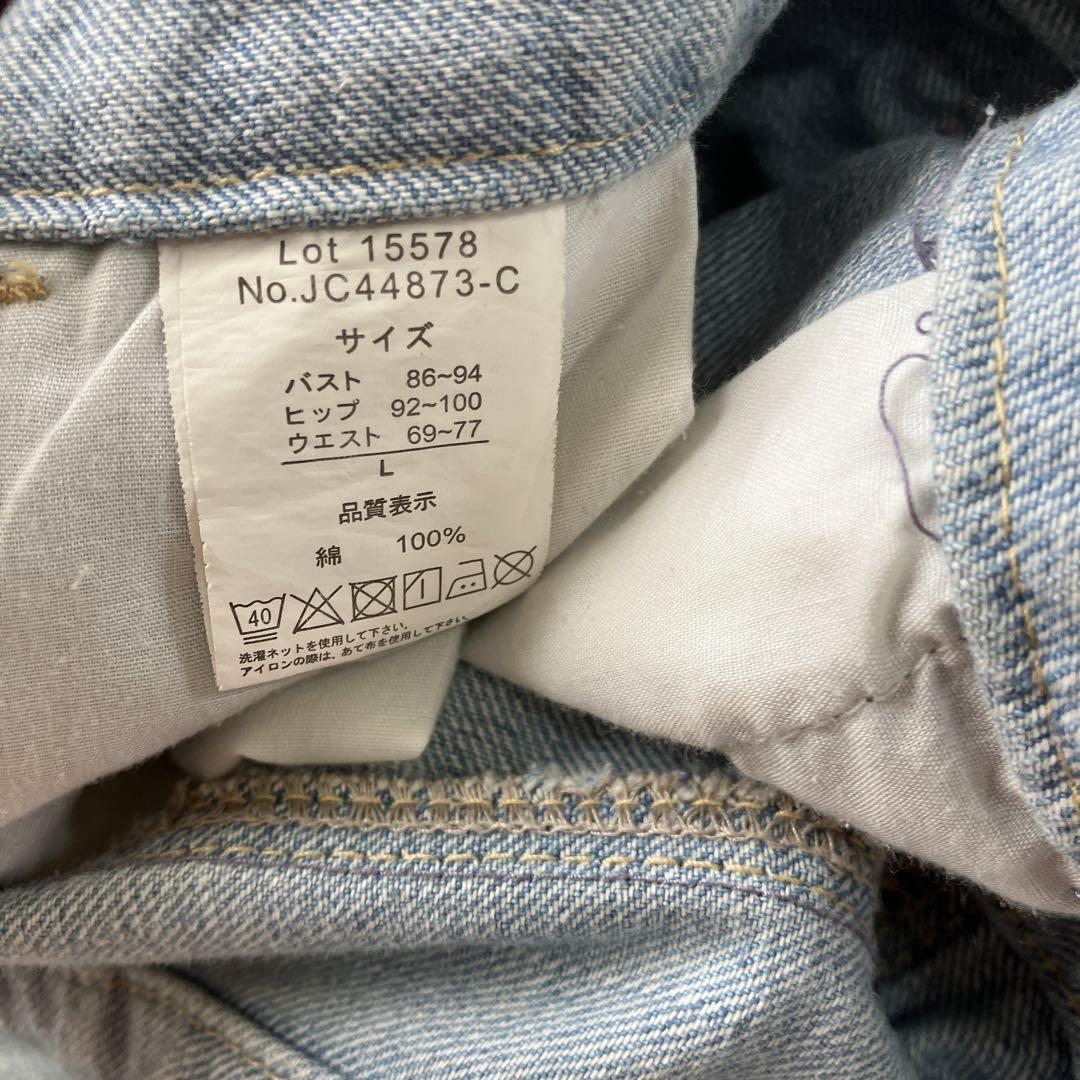 Lot 15578
No.JC44873-C
サイズ
バスト 86~94
ヒップ 92~100
ウエスト 69~77
L
品質表示
綿 100%
40
洗濯ネットを使用して下さい。
アイロンの際は、あて布を使用して下さい。